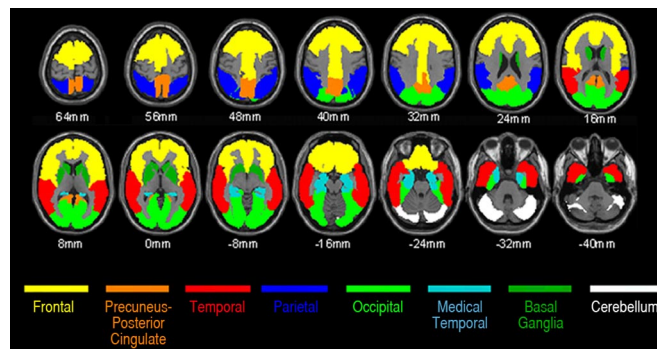 64mm 56mm 48mm 40mm 32mm 24mm 16mm
8mm 0mm -8mm -16mm -24mm -32mm -40mm
Frontal Precuneus- Temporal Parietal Occipital Medical Basal Cerebellum
Posterior Temporal Ganglia
Cingulate